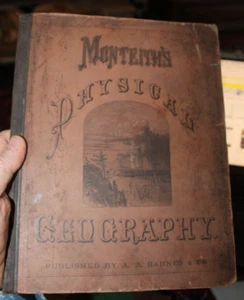 MONTEITH'S
PHYSICAL
GEOGRAPHY.
PUBLISHED BY A. S. BARNES & CO